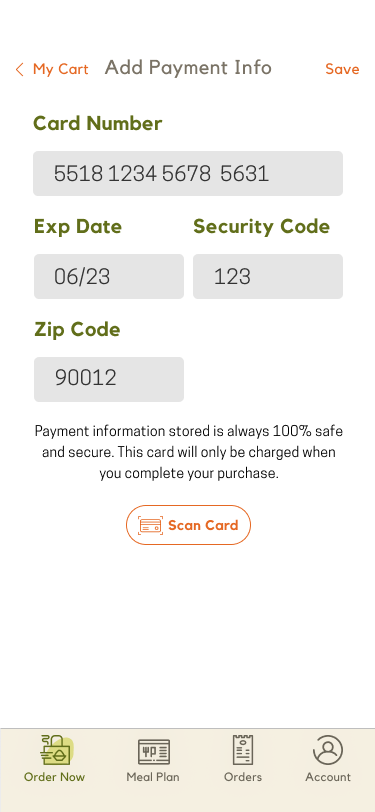 My Cart Add Payment Info Save
Card Number
5518 1234 5678 5631
Exp Date Security Code
06/23 123
Zip Code
90012
Payment information stored is always 100% safe
and secure. This card will only be charged when
you complete your purchase.
Scan Card
Order Now Meal Plan Orders Account